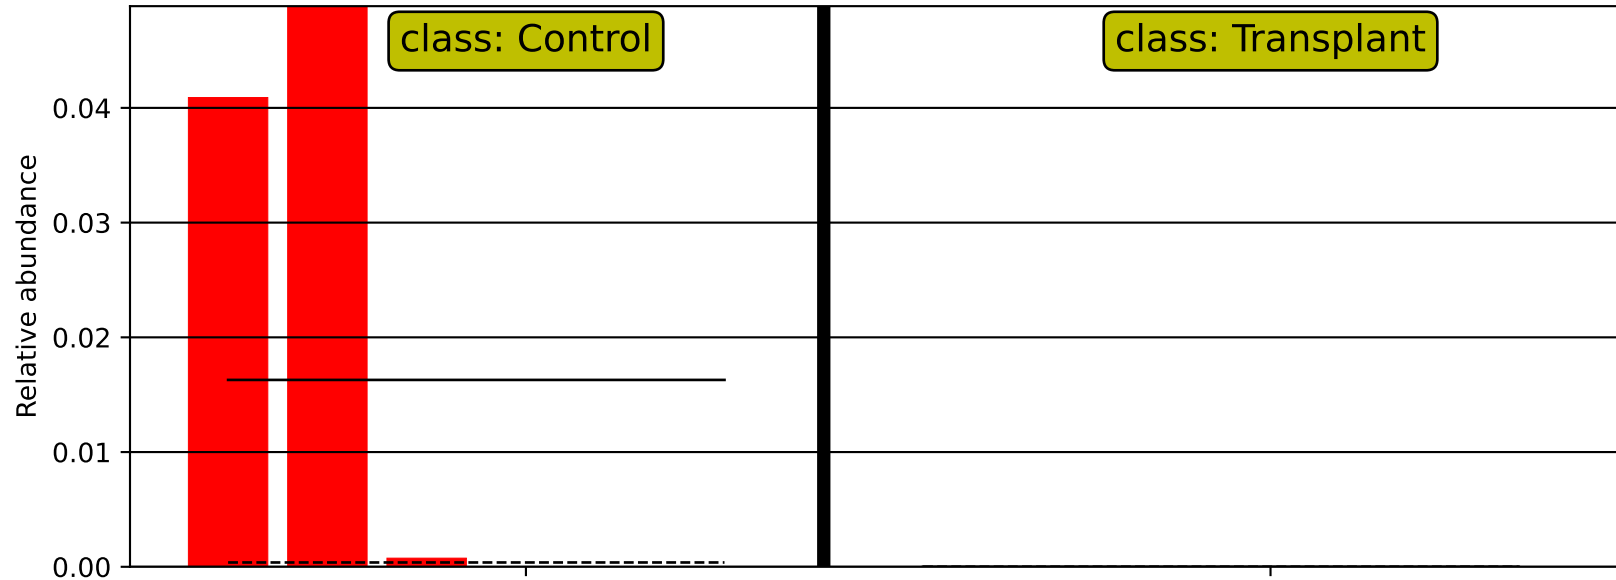 class: Control
class: Transplant
Relative abundance
0.04
0.03
0.02
0.01
0.00